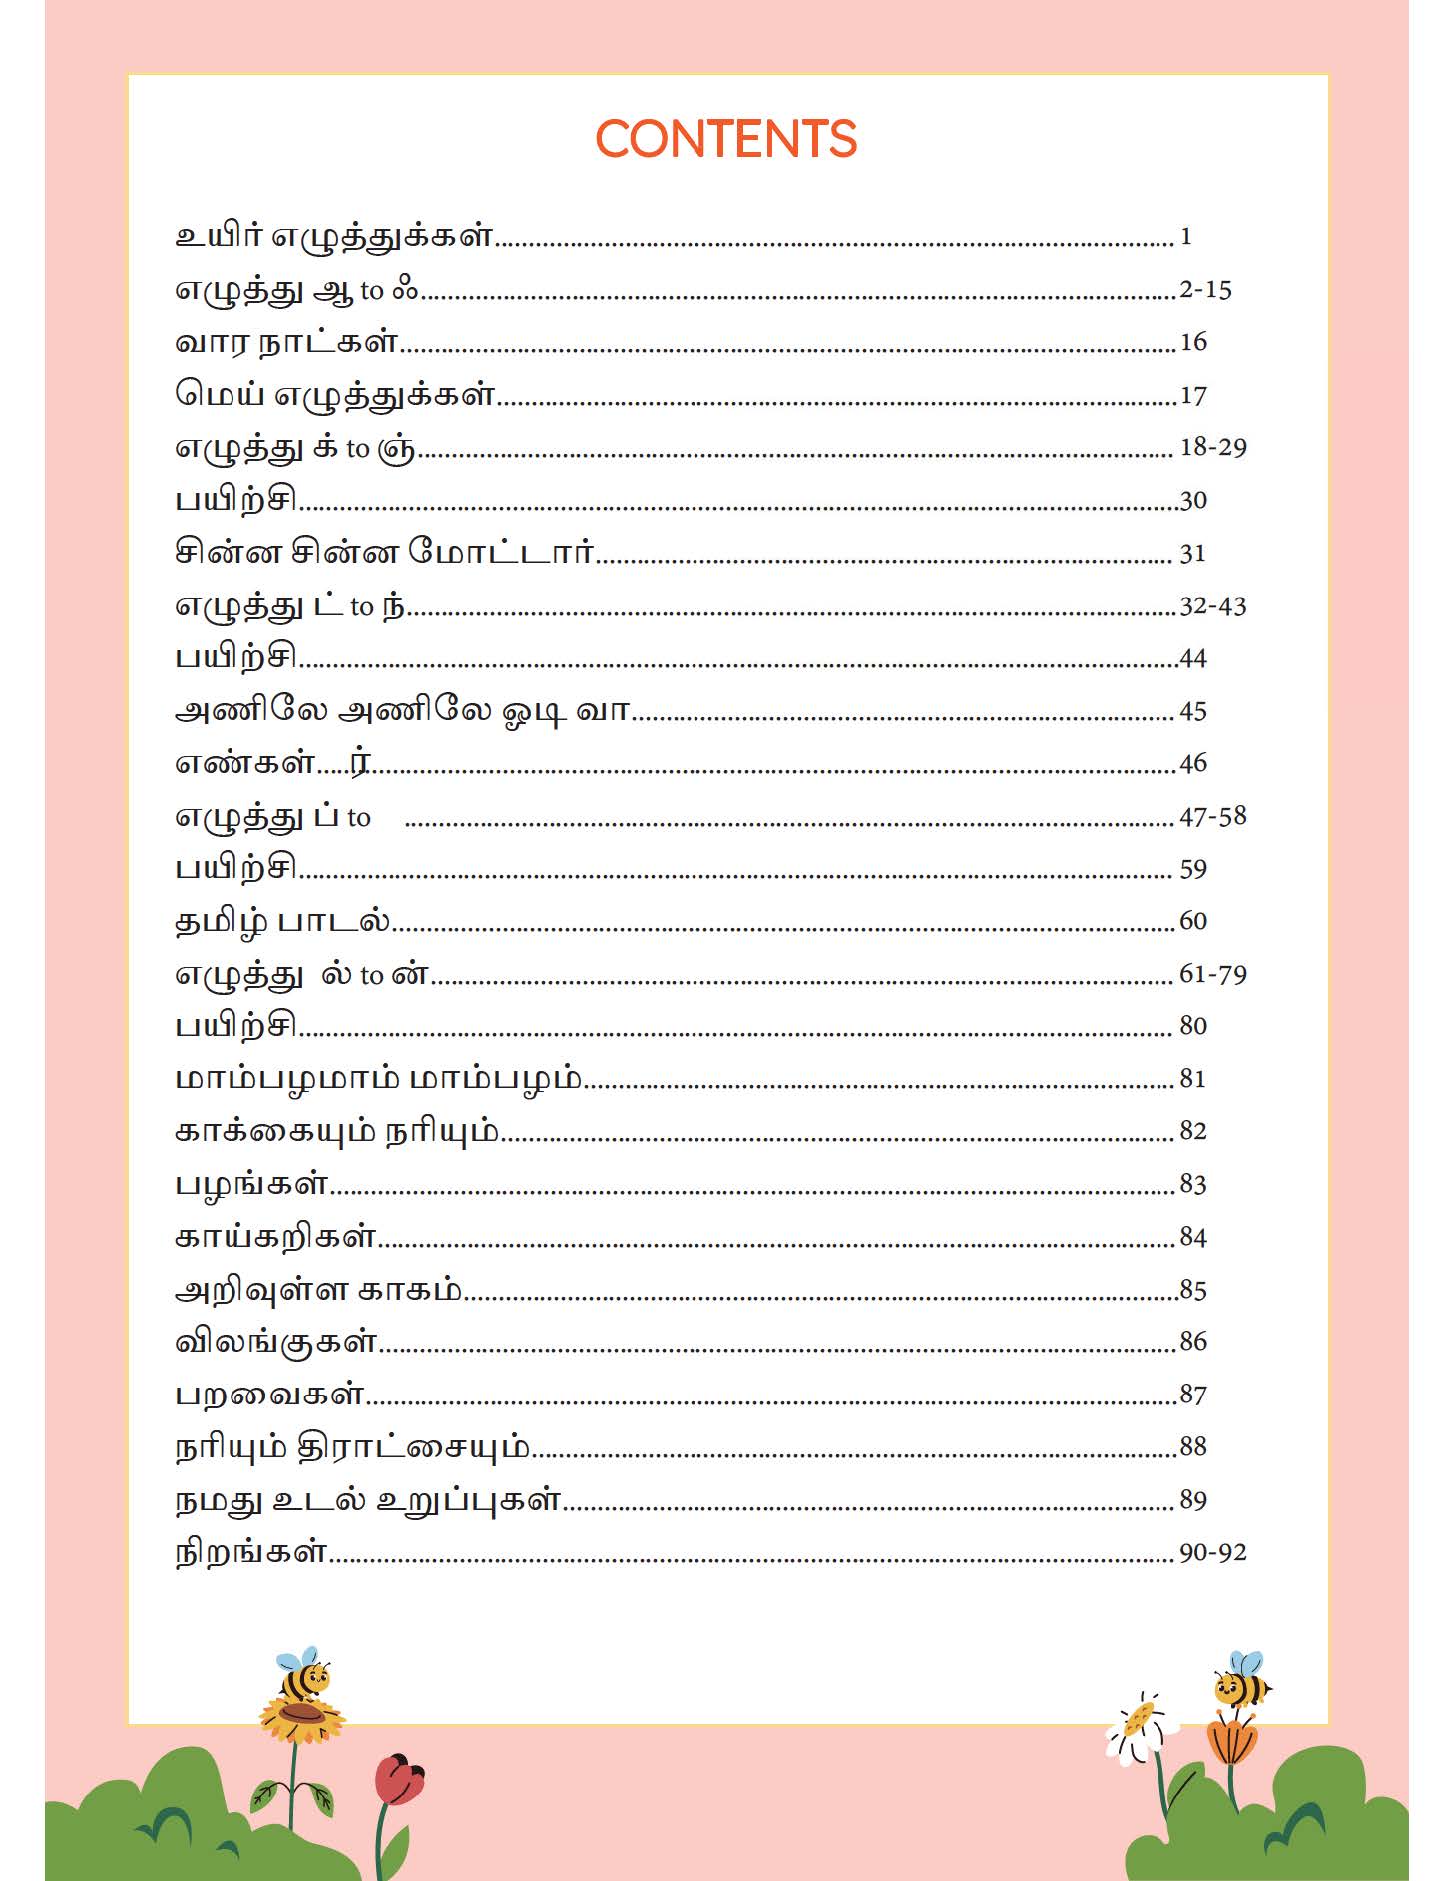 CONTENTS
உயிர் எழுத்துக்கள்........................ 1
எழுத்து ஆ to ஃ........................ 2-15
வார நாட்கள்........................ 16
மெய் எழுத்துக்கள்........................ 17
எழுத்து க் to ஞ்........................ 18-29
பயிற்சி........................ 30
சின்ன சின்ன மோட்டார்........................ 31
எழுத்து ட் to ந்........................ 32-43
பயிற்சி........................ 44
அணிலே அணிலே ஓடி வா........................ 45
எண்கள்........................ 46
எழுத்து ப் to ர்........................ 47-58
பயிற்சி........................ 59
தமிழ் பாடல்........................ 60
எழுத்து ல் to ண்........................ 61-79
பயிற்சி........................ 80
மாம்பழமாம் மாம்பழம்........................ 81
காக்கையும் நரியும்........................ 82
பழங்கள்........................ 83
காய்கறிகள்........................ 84
அறிவுள்ள காகம்........................ 85
விலங்குகள்........................ 86
பறவைகள்........................ 87
நரியும் திராட்சையும்........................ 88
நமது உடல் உறுப்புகள்........................ 89
நிறங்கள்........................ 90-92